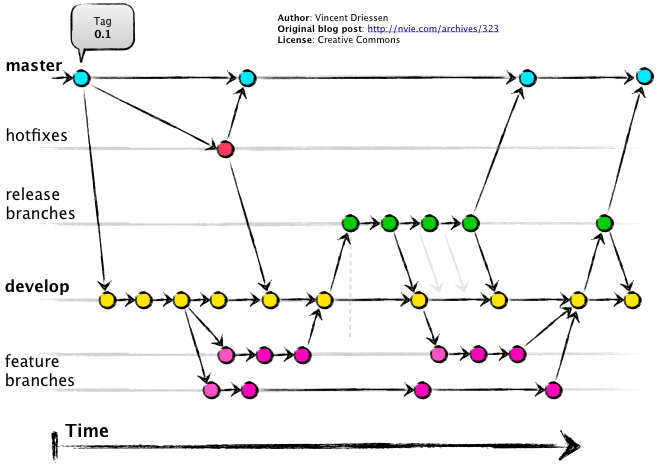 Tag
0.1
Author: Vincent Driessen
Original blog post: http://nvie.com/archives/323
License: Creative Commons
master
hotfixes
release
branches
develop
feature
branches
Time